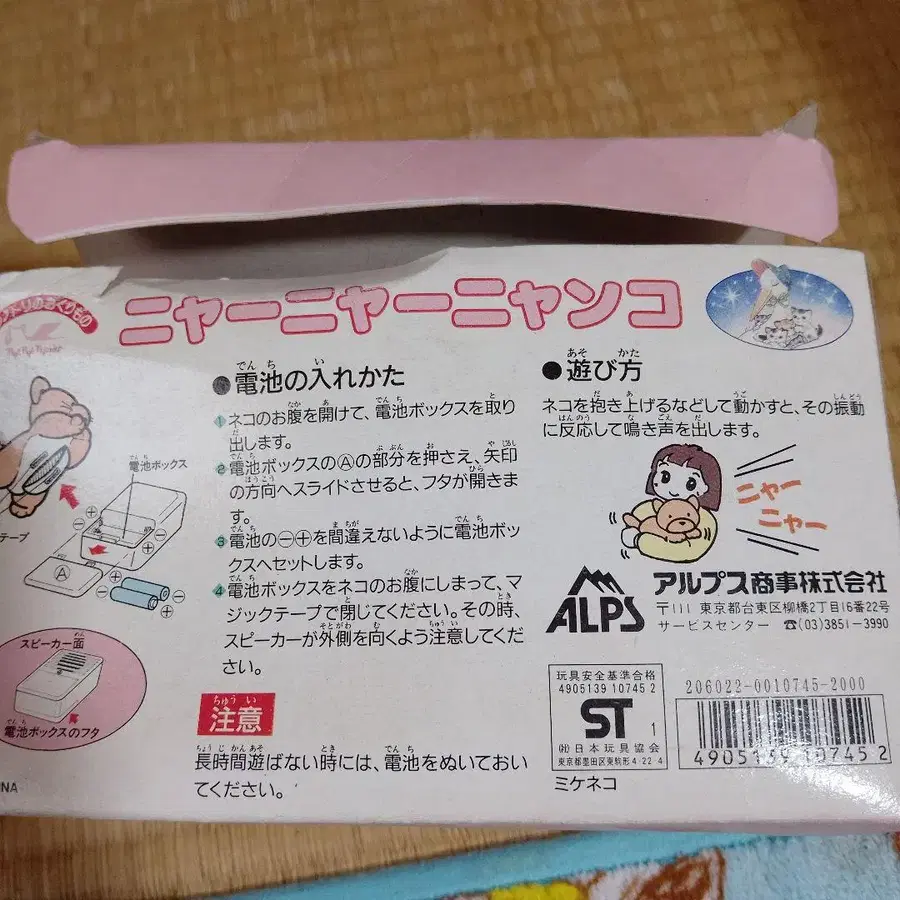 ニャーニャーニャンコ
●電池の入れかた
1 ネコのお腹を開けて、電池ボックスを取り
出します。
2 電池ボックスのⒶの部分を押さえ、矢印
の方向へスライドさせると、フタが開きま
す。
3 電池の㊀⊕を間違えないように電池ボッ
クスへセットします。
4 電池ボックスをネコのお腹にしまって、マ
ジックテープで閉じてください。その時、
スピーカーが外側を向くよう注意してくだ
さい。
注意
長時間遊ばない時には、電池をぬいておい
てください。
電池ボックス
テープ
A
スピーカー面
電池ボックスのフタ
INA
●遊び方
ネコを抱き上げるなどして動かすと、その振動
に反応して鳴き声を出します。
ニャー
ニャー
ALPS
アルプス商事株式会社
〒111 東京都台東区柳橋2丁目16番22号
サービスセンター ☎(03)3851-3990
玩具安全基準合格
4905139 10745 2
ST 1
(社)日本玩具協会
東京都墨田区東駒形4-22-4
ミケネコ
206022-0010745-2000
4905139 107452